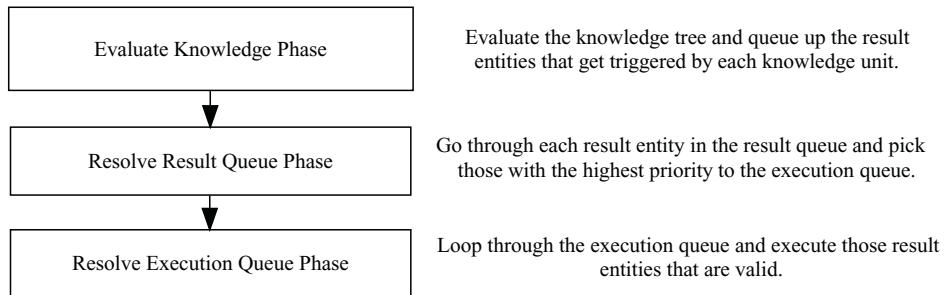 Evaluate Knowledge Phase
Evaluate the knowledge tree and queue up the result
entities that get triggered by each knowledge unit.
Resolve Result Queue Phase
Go through each result entity in the result queue and pick
those with the highest priority to the execution queue.
Resolve Execution Queue Phase
Loop through the execution queue and execute those result
entities that are valid.